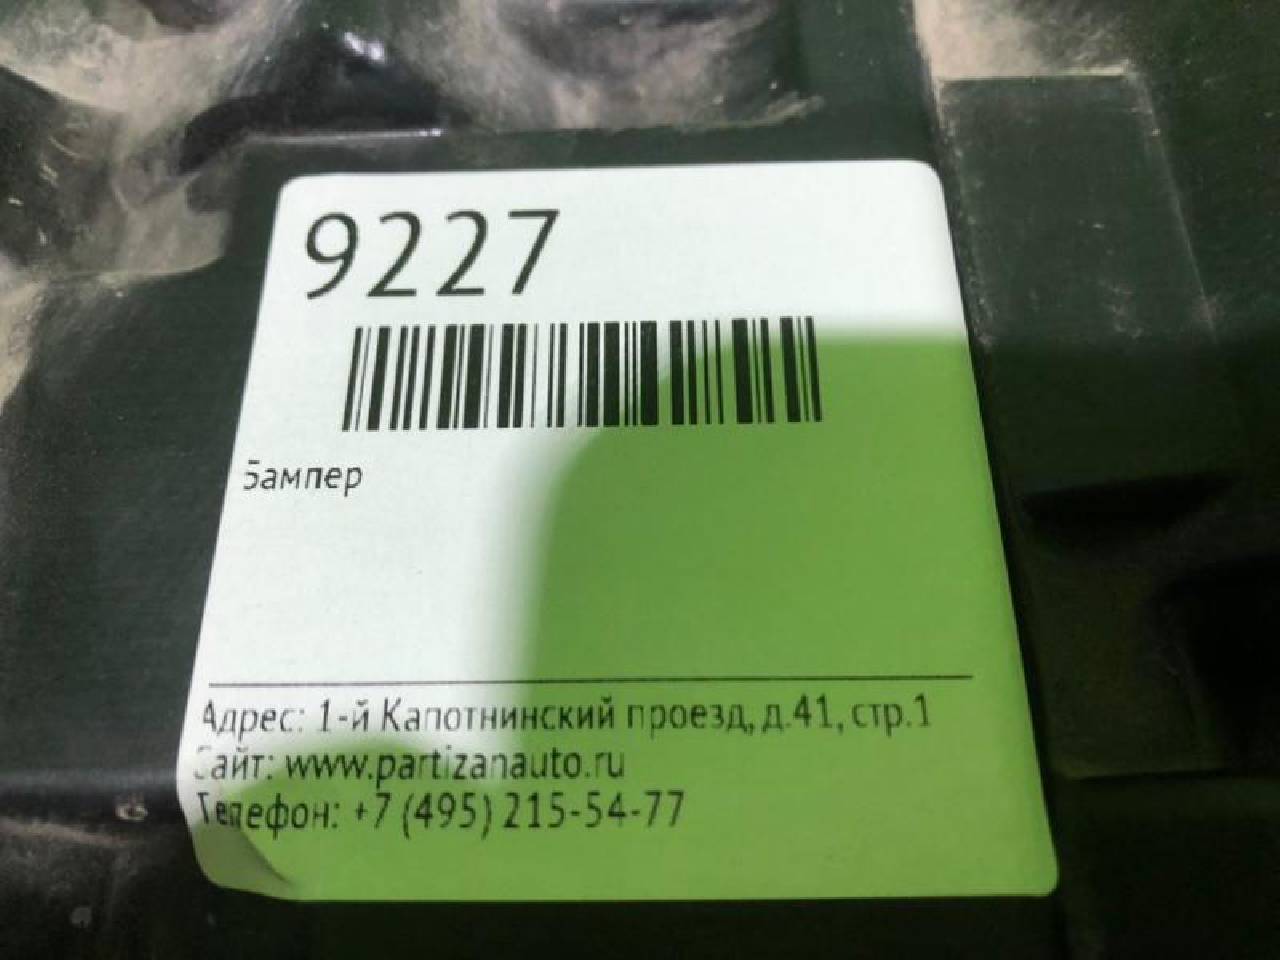 9227
Бампер
Адрес: 1-й Капотнинский проезд, д.41, стр.1
Сайт: www.partizanauto.ru
Телефон: +7 (495) 215-54-77